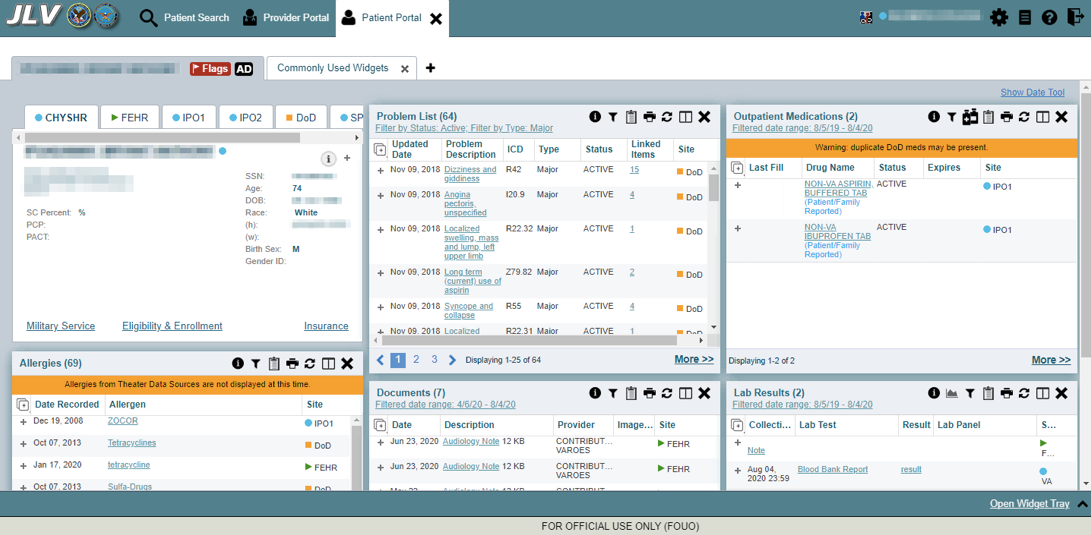 JLV Patient Search Provider Portal Patient Portal
Flags AD Commonly Used Widgets
Show Date Tool
CHYSHR FEHR IPO1 IPO2 DoD SP
SSN:
Age: 74
DOB:
SC Percent: % Race: White
PCP: (h):
PACT: (w):
Birth Sex: M
Gender ID:
Military Service Eligibility & Enrollment Insurance
Problem List (64)
Filter by Status: Active; Filter by Type: Major
Updated Date Problem Description ICD Type Status Linked Items Site
Nov 09, 2018 Dizziness and giddiness R42 Major ACTIVE 15 DoD
Nov 09, 2018 Angina pectoris, unspecified I20.9 Major ACTIVE 4 DoD
Nov 09, 2018 Localized swelling, mass and lump, left upper limb R22.32 Major ACTIVE 1 DoD
Nov 09, 2018 Long term (current) use of aspirin Z79.82 Major ACTIVE 2 DoD
Nov 09, 2018 Syncope and collapse R55 Major ACTIVE 4 DoD
Nov 09, 2018 Localized R22.31 Major ACTIVE 1 DoD
1 2 3 Displaying 1-25 of 64 More >>
Outpatient Medications (2)
Filtered date range: 8/5/19 - 8/4/20
Warning: duplicate DoD meds may be present.
Last Fill Drug Name Status Expires Site
NON-VA ASPIRIN, BUFFERED TAB ACTIVE IPO1
(Patient/Family Reported)
NON-VA IBUPROFEN TAB ACTIVE IPO1
(Patient/Family Reported)
Displaying 1-2 of 2 More >>
Allergies (69)
Allergies from Theater Data Sources are not displayed at this time.
Date Recorded Allergen Site
Dec 19, 2008 ZOCOR IPO1
Oct 07, 2013 Tetracyclines DoD
Jan 17, 2020 tetracycline FEHR
Oct 07, 2013 Sulfa-Drugs DoD
Documents (7)
Filtered date range: 4/6/20 - 8/4/20
Date Description Provider Image... Site
Jun 23, 2020 Audiology Note 12 KB CONTRIBUT... VAROES FEHR
Jun 23, 2020 Audiology Note 12 KB CONTRIBUT... VAROES FEHR
Audiology Note 12 KB CONTRIBUT...
Lab Results (2)
Filtered date range: 8/5/19 - 8/4/20
Collecti... Lab Test Result Lab Panel S...
Note F...
Aug 04, 2020 23:59 Blood Bank Report result VA
Open Widget Tray
FOR OFFICIAL USE ONLY (FOUO)